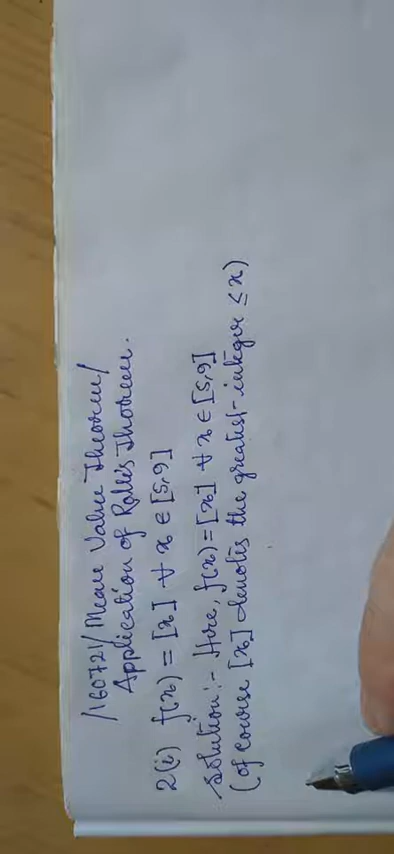 /160721/Mean Value Theorem/
Application of Rolle's Theorem.
2(i) f(x) = [x] ∀ x ∈ [5,9]
Solution:- Here, f(x)=[x] ∀ x ∈ [5,9]
(of course [x] denotes the greatest integer ≤ x)